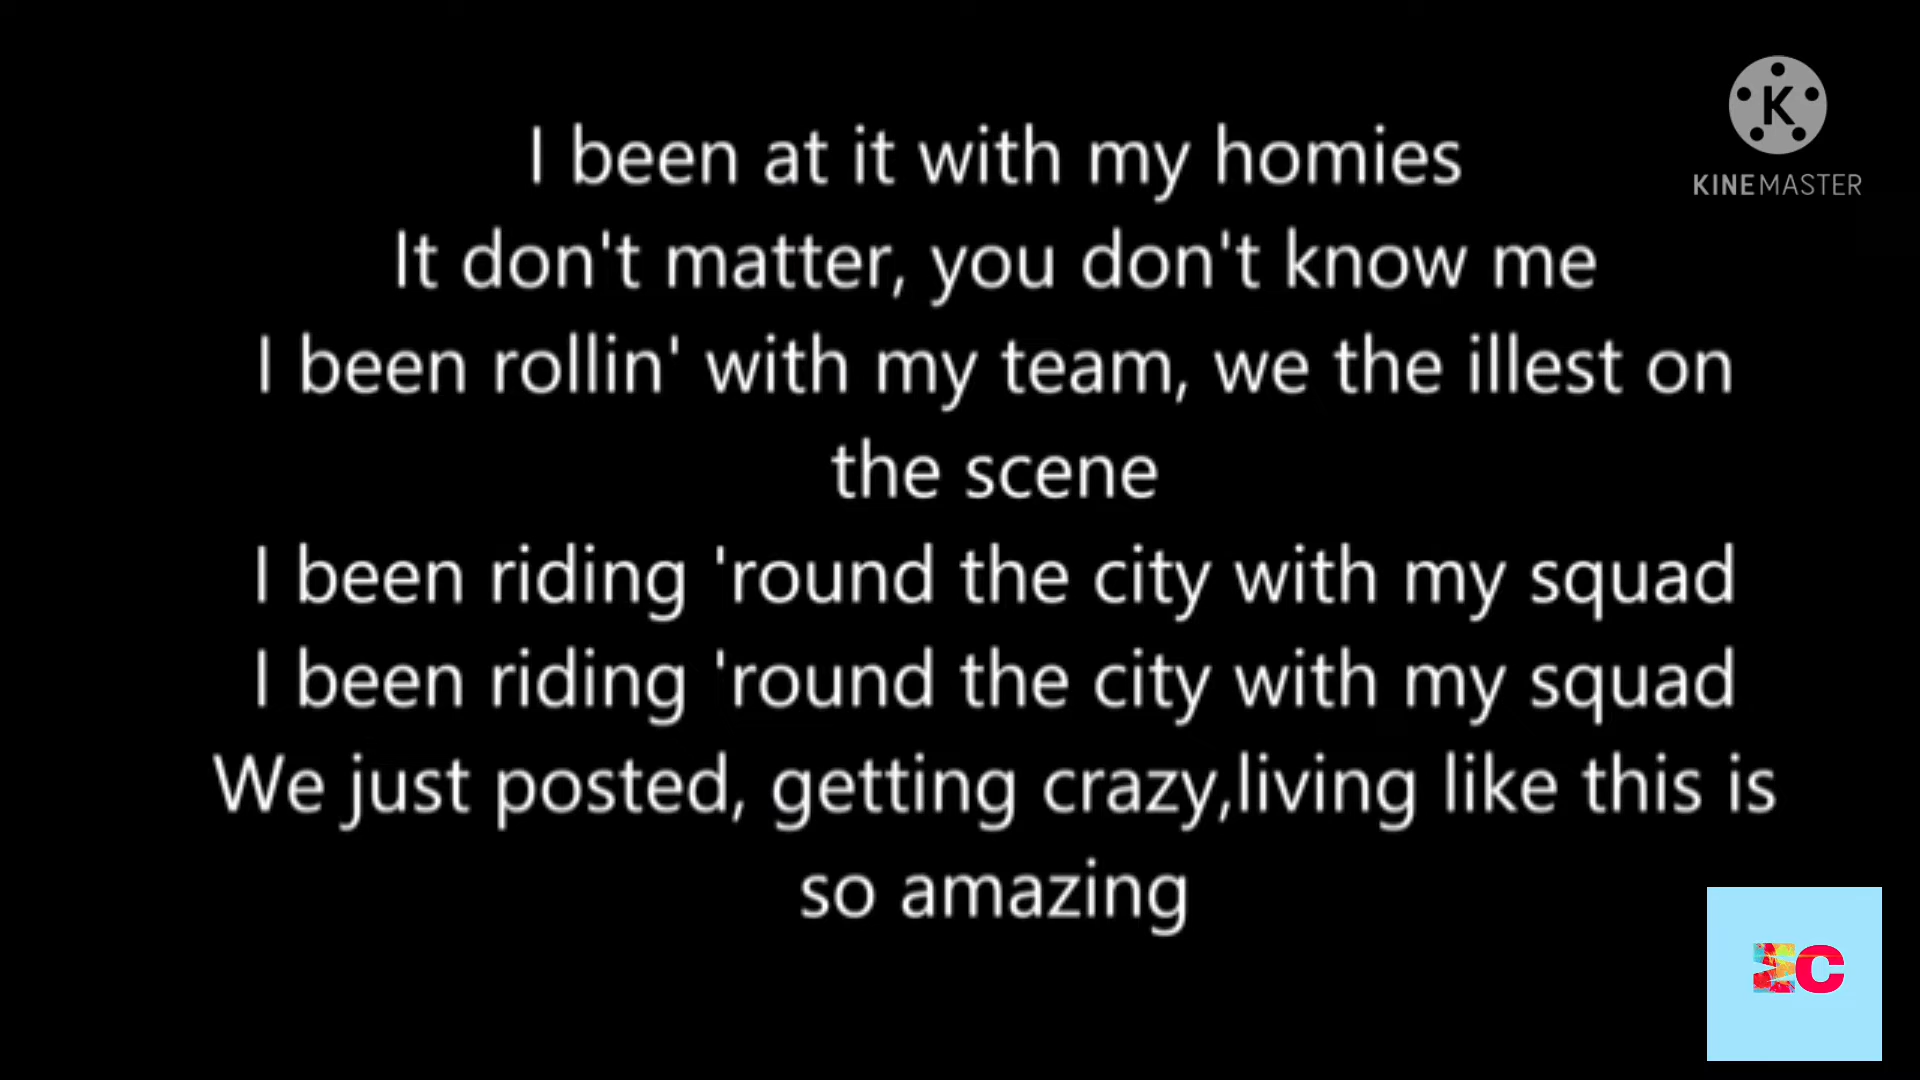 I been at it with my homies
It don't matter, you don't know me
I been rollin' with my team, we the illest on
the scene
I been riding 'round the city with my squad
I been riding 'round the city with my squad
We just posted, getting crazy,living like this is
so amazing
K
KINEMASTER
C